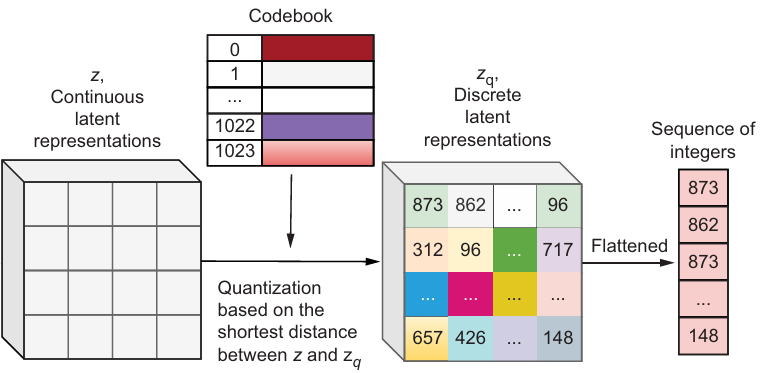 Codebook
0
1
...
1022
1023
z,
Continuous
latent
representations
Quantization
based on the
shortest distance
between z and zq
zq,
Discrete
latent
representations
873 862 ... 96
312 96 ... 717
... ... ... ...
657 426 ... 148
Flattened
Sequence of
integers
873
862
873
...
148